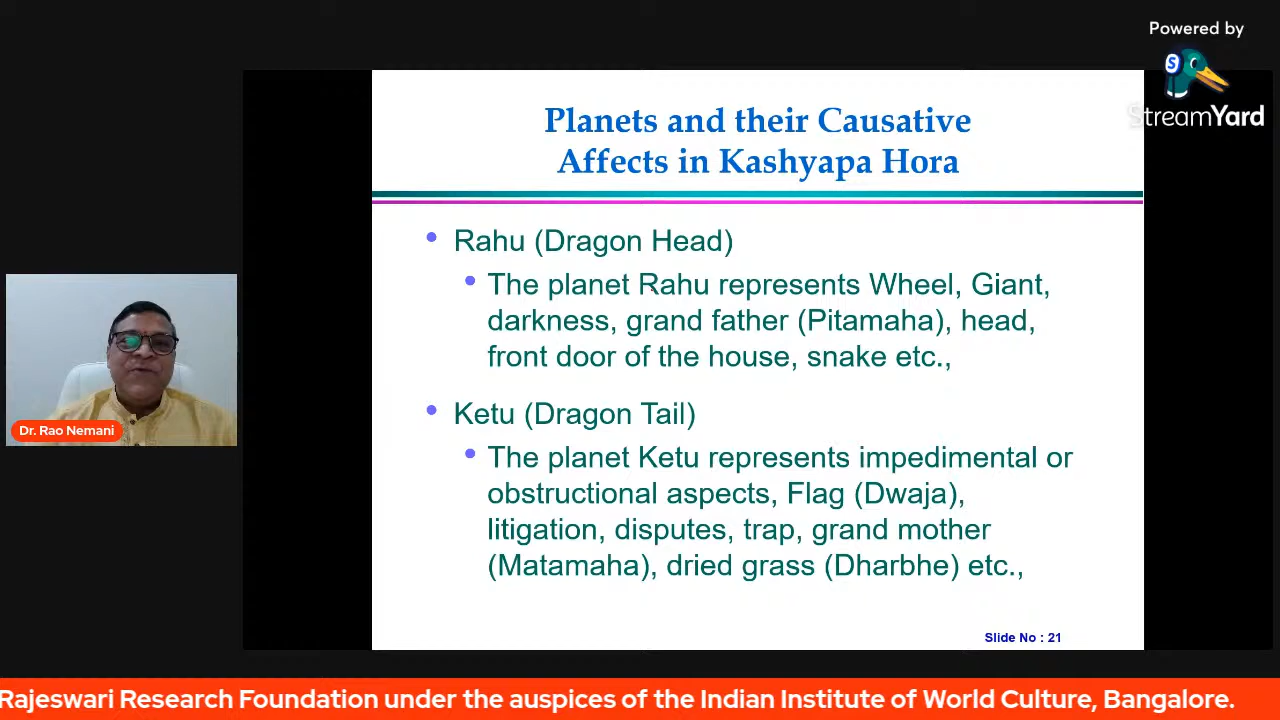 Powered by
StreamYard
Planets and their Causative
Affects in Kashyapa Hora
Rahu (Dragon Head)
The planet Rahu represents Wheel, Giant,
darkness, grand father (Pitamaha), head,
front door of the house, snake etc.,
Ketu (Dragon Tail)
The planet Ketu represents impedimental or
obstructional aspects, Flag (Dwaja),
litigation, disputes, trap, grand mother
(Matamaha), dried grass (Dharbhe) etc.,
Slide No : 21
Dr. Rao Nemani
Rajeswari Research Foundation under the auspices of the Indian Institute of World Culture, Bangalore.